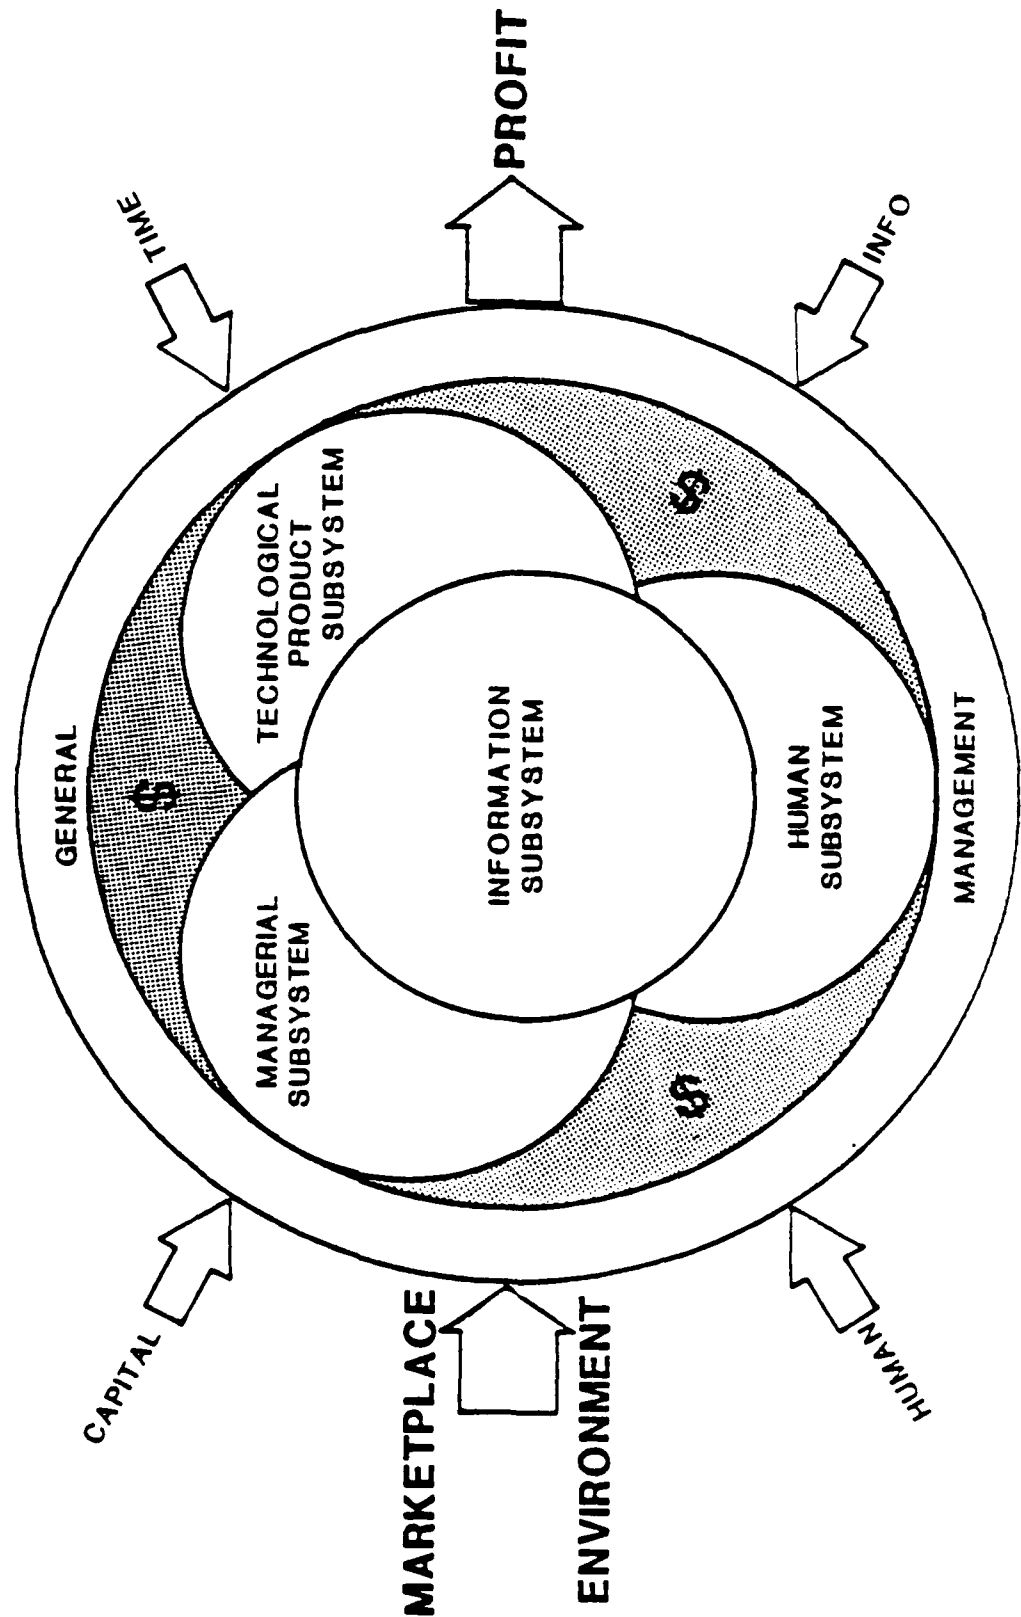 GENERAL
CAPITAL
TIME
$
MANAGERIAL
SUBSYSTEM
TECHNOLOGICAL
PRODUCT
SUBSYSTEM
MARKETPLACE
ENVIRONMENT
INFORMATION
SUBSYSTEM
PROFIT
$
$
HUMAN
SUBSYSTEM
HUMAN
INFO
MANAGEMENT